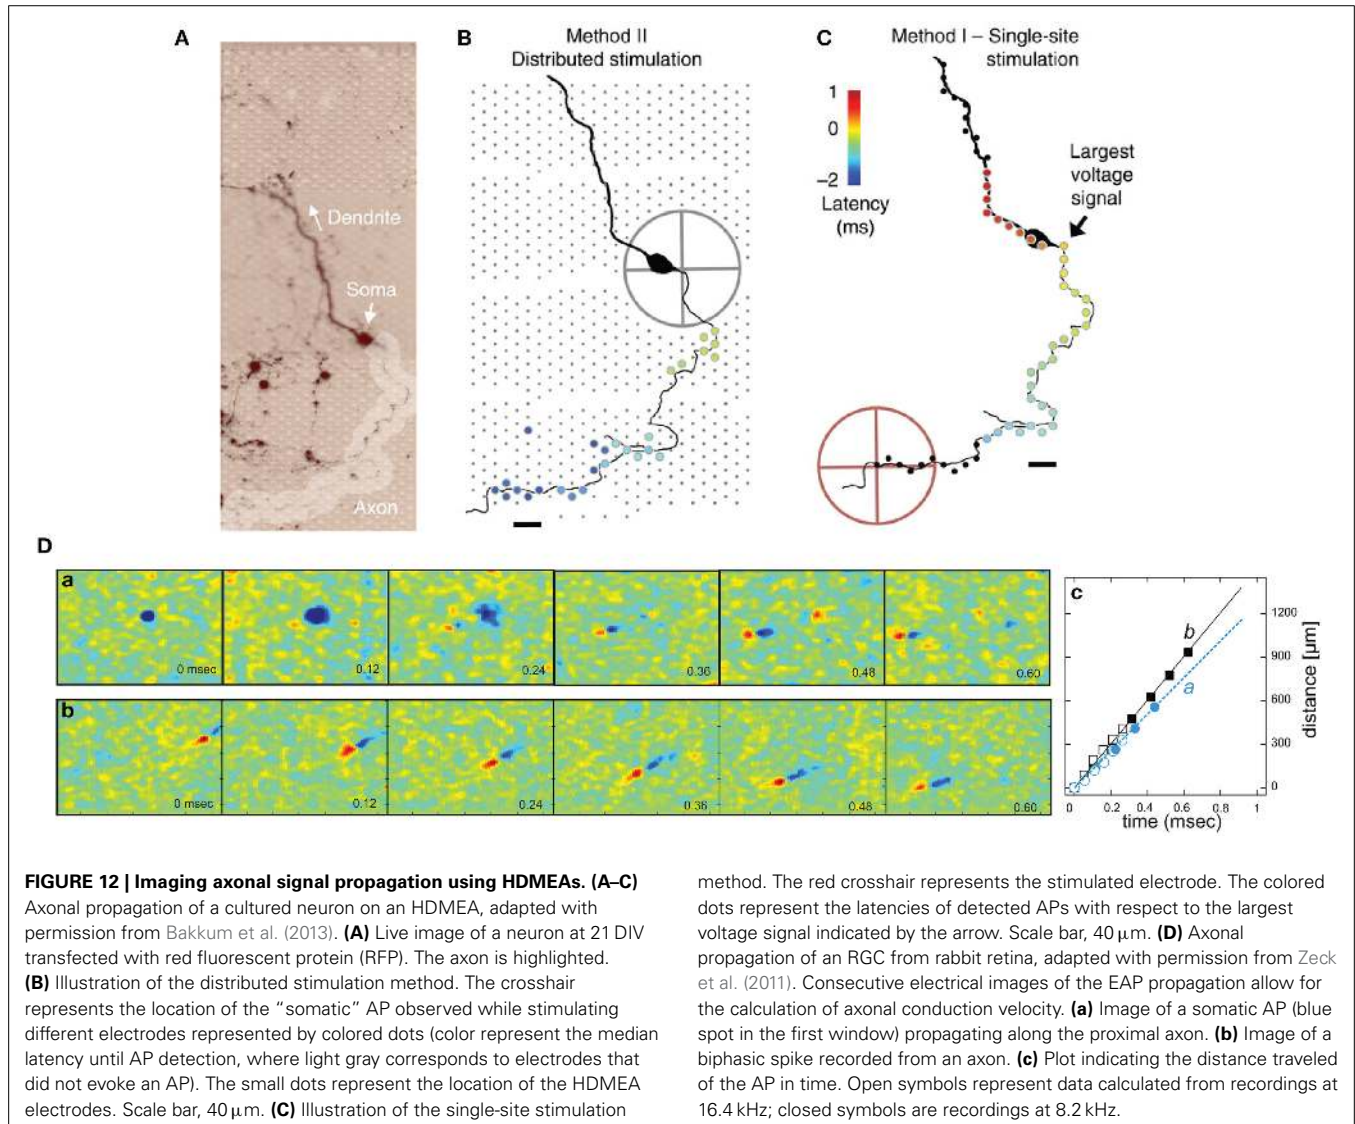 A
B
Method II
Distributed stimulation
C
Method I – Single-site
stimulation
1
0
–2
Latency
(ms)
Largest
voltage
signal
Dendrite
Soma
Axon
D
a
0 msec
0.12
0.24
0.36
0.48
0.60
b
0 msec
0.12
0.24
0.36
0.48
0.60
c
b
a
1200
900
600
300
0
distance [µm]
0
0.2
0.4
0.6
0.8
1
time (msec)
FIGURE 12 | Imaging axonal signal propagation using HDMEAs. (A–C)
Axonal propagation of a cultured neuron on an HDMEA, adapted with
permission from Bakkum et al. (2013). (A) Live image of a neuron at 21 DIV
transfected with red fluorescent protein (RFP). The axon is highlighted.
(B) Illustration of the distributed stimulation method. The crosshair
represents the location of the “somatic” AP observed while stimulating
different electrodes represented by colored dots (color represent the median
latency until AP detection, where light gray corresponds to electrodes that
did not evoke an AP). The small dots represent the location of the HDMEA
electrodes. Scale bar, 40 µm. (C) Illustration of the single-site stimulation
method. The red crosshair represents the stimulated electrode. The colored
dots represent the latencies of detected APs with respect to the largest
voltage signal indicated by the arrow. Scale bar, 40 µm. (D) Axonal
propagation of an RGC from rabbit retina, adapted with permission from Zeck
et al. (2011). Consecutive electrical images of the EAP propagation allow for
the calculation of axonal conduction velocity. (a) Image of a somatic AP (blue
spot in the first window) propagating along the proximal axon. (b) Image of a
biphasic spike recorded from an axon. (c) Plot indicating the distance traveled
of the AP in time. Open symbols represent data calculated from recordings at
16.4 kHz; closed symbols are recordings at 8.2 kHz.